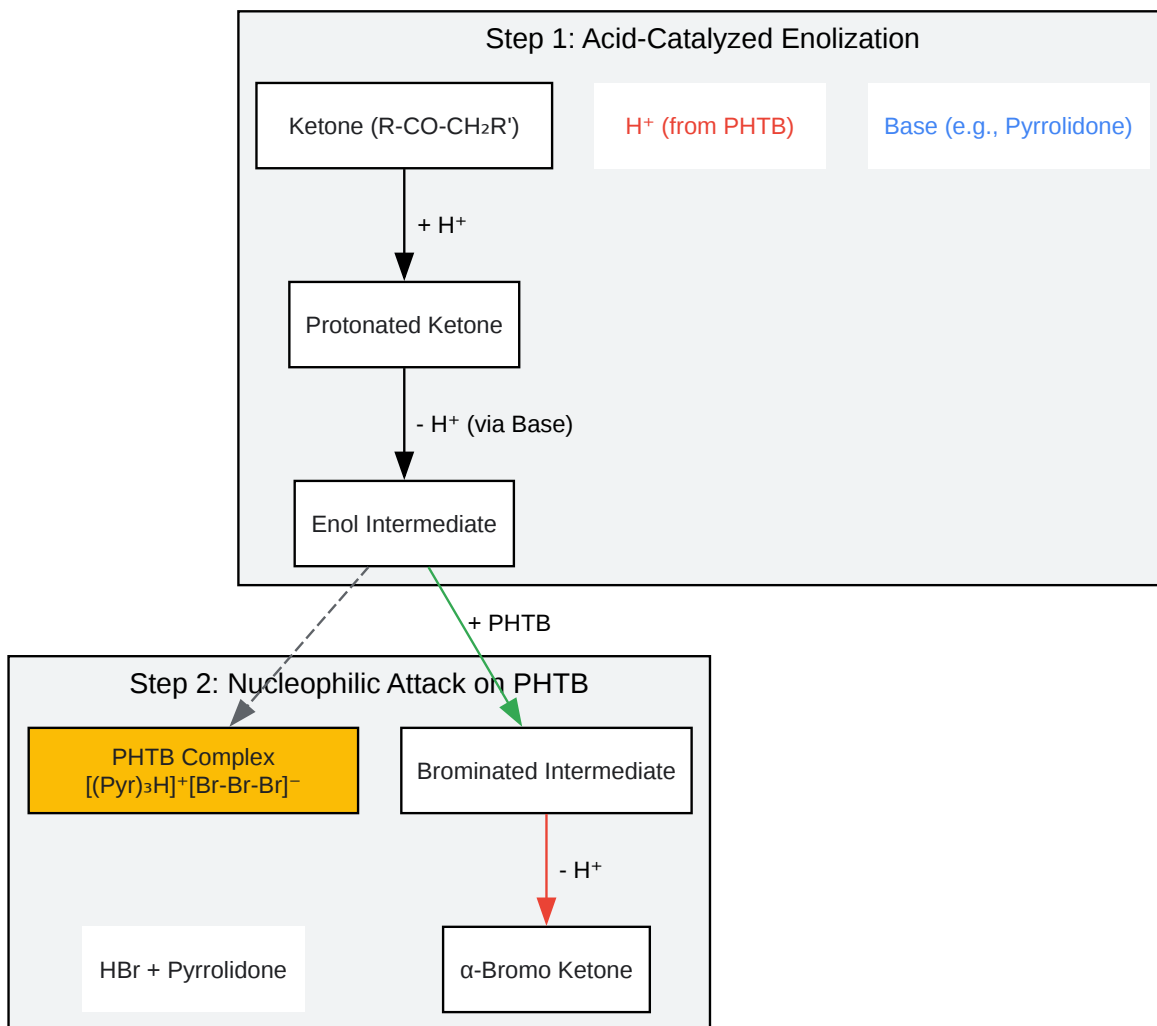 Step 1: Acid-Catalyzed Enolization
Ketone (R-CO-CH₂R')
H⁺ (from PHTB)
Base (e.g., Pyrrolidone)
+ H⁺
Protonated Ketone
- H⁺ (via Base)
Enol Intermediate
+ PHTB
Step 2: Nucleophilic Attack on PHTB
PHTB Complex
[(Pyr)₃H]⁺[Br-Br-Br]⁻
Brominated Intermediate
- H⁺
HBr + Pyrrolidone
α-Bromo Ketone